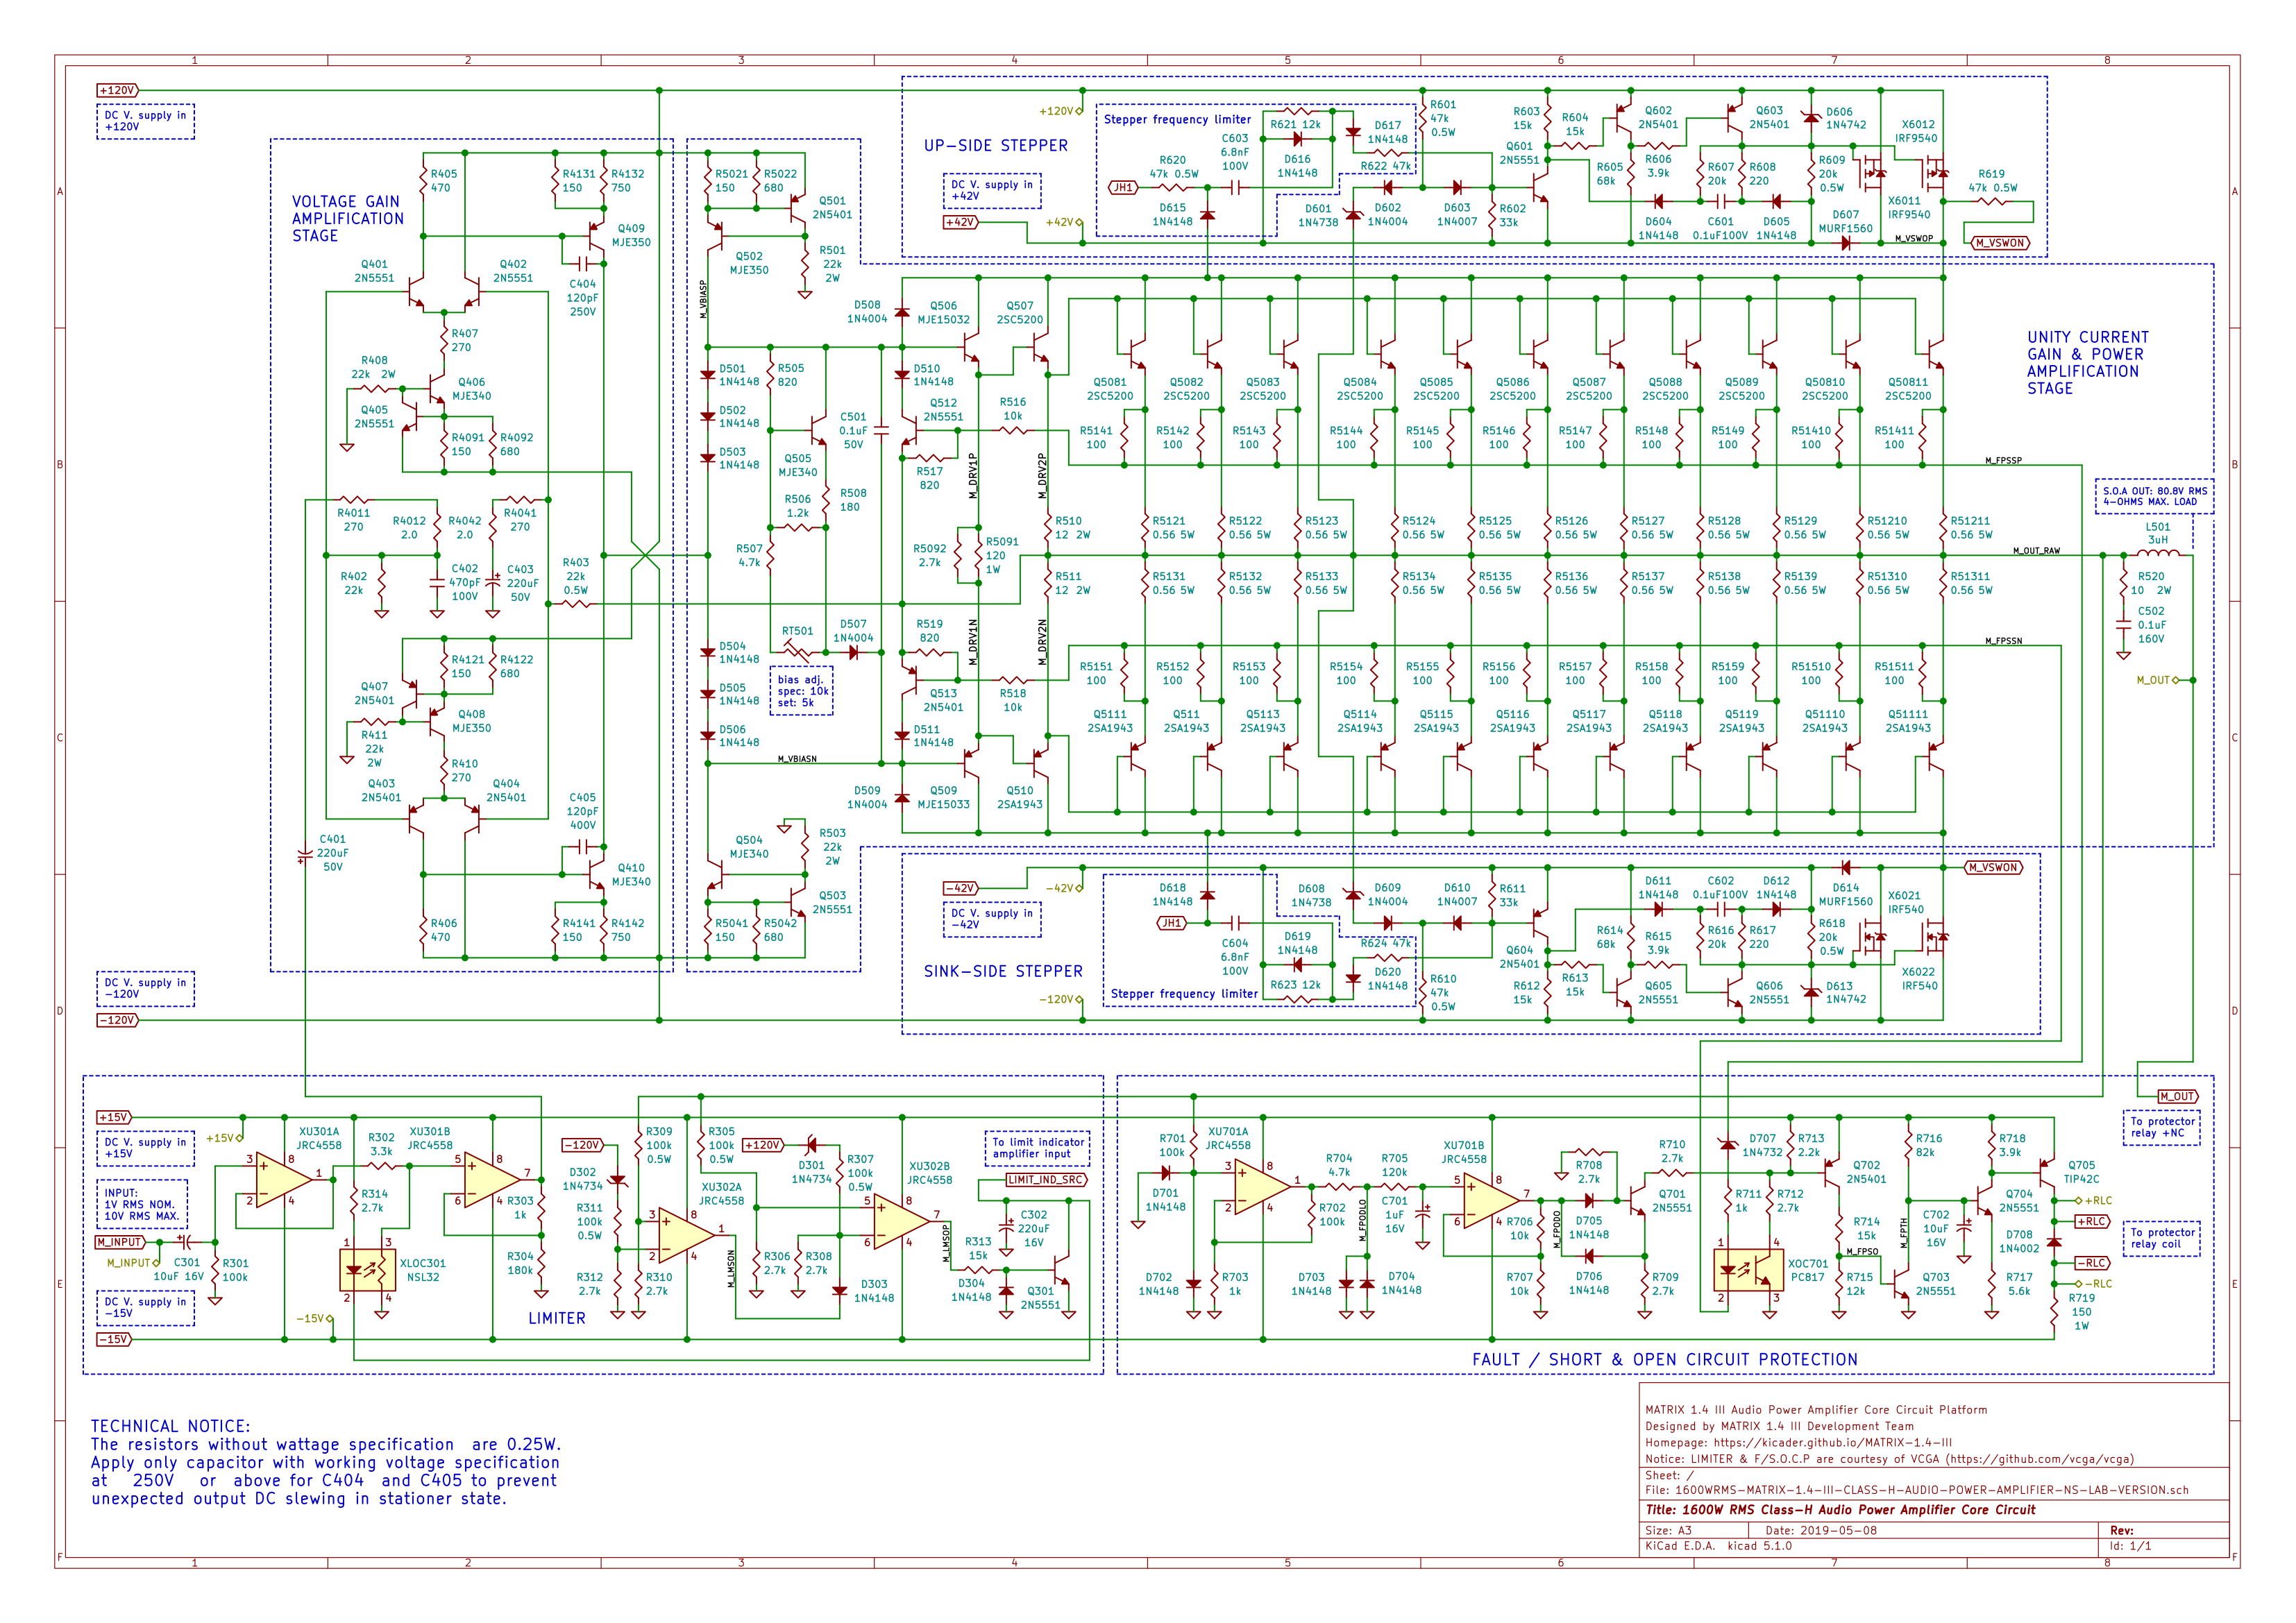 1 2 3 4 5 6 7 8
+120V
DC V. supply in
+120V
VOLTAGE GAIN
AMPLIFICATION
STAGE
R405
470
R4131
150
R4132
750
Q409
MJE350
C404
120pF
250V
Q401
2N5551
Q402
2N5551
R407
270
R408
22k 2W
Q406
MJE340
Q405
2N5551
R4091
150
R4092
680
R4011
270
R4012
2.0
R4042
2.0
R4041
270
R402
22k
C402
470pF
100V
C403
220uF
50V
R403
22k
0.5W
R4121
150
R4122
680
Q407
2N5401
Q408
MJE350
R411
22k
2W
R410
270
Q403
2N5401
Q404
2N5401
C405
120pF
400V
C401
220uF
50V
Q410
MJE340
R406
470
R4141
150
R4142
750
DC V. supply in
-120V
-120V
R5021
150
R5022
680
Q501
2N5401
Q502
MJE350
R501
22k
2W
M_VBIASP
D501
1N4148
D502
1N4148
D503
1N4148
R505
820
Q505
MJE340
C501
0.1uF
50V
R506
1.2k
R508
180
R507
4.7k
RT501
D507
1N4004
bias adj.
spec: 10k
set: 5k
D504
1N4148
D505
1N4148
D506
1N4148
M_VBIASN
Q504
MJE340
R503
22k
2W
Q503
2N5551
R5041
150
R5042
680
UP-SIDE STEPPER
DC V. supply in
+42V
+42V
+120V
+42V
Stepper frequency limiter
R621 12k
C603
6.8nF
100V
D616
1N4148
D617
1N4148
R620
47k 0.5W
JH1
R622 47k
D615
1N4148
D601
1N4738
D602
1N4004
D603
1N4007
R601
47k
0.5W
R602
33k
R603
15k
R604
15k
Q601
2N5551
Q602
2N5401
R605
68k
R606
3.9k
Q603
2N5401
R607
20k
R608
220
D604
1N4148
C601
0.1uF100V
D605
1N4148
D606
1N4742
R609
20k
0.5W
D607
MURF1560
X6012
IRF9540
X6011
IRF9540
R619
47k 0.5W
M_VSWOP
M_VSWON
UNITY CURRENT
GAIN & POWER
AMPLIFICATION
STAGE
D508
1N4004
Q506
MJE15032
Q507
2SC5200
D510
1N4148
Q512
2N5551
R516
10k
R517
820
M_DRV1P
M_DRV2P
R5092
2.7k
R5091
120
1W
R510
12 2W
R511
12 2W
R519
820
M_DRV1N
M_DRV2N
Q513
2N5401
R518
10k
D511
1N4148
D509
1N4004
Q509
MJE15033
Q510
2SA1943
Q5081
2SC5200
Q5082
2SC5200
Q5083
2SC5200
Q5084
2SC5200
Q5085
2SC5200
Q5086
2SC5200
Q5087
2SC5200
Q5088
2SC5200
Q5089
2SC5200
Q50810
2SC5200
Q50811
2SC5200
R5141
100
R5142
100
R5143
100
R5144
100
R5145
100
R5146
100
R5147
100
R5148
100
R5149
100
R51410
100
R51411
100
M_FPSSP
R5121
0.56 5W
R5122
0.56 5W
R5123
0.56 5W
R5124
0.56 5W
R5125
0.56 5W
R5126
0.56 5W
R5127
0.56 5W
R5128
0.56 5W
R5129
0.56 5W
R51210
0.56 5W
R51211
0.56 5W
M_OUT_RAW
R5131
0.56 5W
R5132
0.56 5W
R5133
0.56 5W
R5134
0.56 5W
R5135
0.56 5W
R5136
0.56 5W
R5137
0.56 5W
R5138
0.56 5W
R5139
0.56 5W
R51310
0.56 5W
R51311
0.56 5W
M_FPSSN
R5151
100
R5152
100
R5153
100
R5154
100
R5155
100
R5156
100
R5157
100
R5158
100
R5159
100
R51510
100
R51511
100
Q5111
2SA1943
Q511
2SA1943
Q5113
2SA1943
Q5114
2SA1943
Q5115
2SA1943
Q5116
2SA1943
Q5117
2SA1943
Q5118
2SA1943
Q5119
2SA1943
Q51110
2SA1943
Q51111
2SA1943
S.O.A OUT: 80.8V RMS
4-OHMS MAX. LOAD
L501
3uH
R520
10 2W
C502
0.1uF
160V
M_OUT
-42V
DC V. supply in
-42V
SINK-SIDE STEPPER
-42V
-120V
D618
1N4148
JH1
C604
6.8nF
100V
D619
1N4148
R623 12k
Stepper frequency limiter
D608
1N4738
D609
1N4004
D610
1N4007
R624 47k
D620
1N4148
R610
47k
0.5W
R611
33k
Q604
2N5401
R612
15k
R613
15k
D611
1N4148
C602
0.1uF100V
D612
1N4148
R614
68k
R615
3.9k
R616
20k
R617
220
Q605
2N5551
Q606
2N5551
D614
MURF1560
R618
20k
0.5W
D613
1N4742
X6021
IRF540
X6022
IRF540
M_VSWON
+15V
DC V. supply in
+15V
INPUT:
1V RMS NOM.
10V RMS MAX.
M_INPUT
M_INPUT
DC V. supply in
-15V
-15V
+15V
-15V
C301
10uF 16V
R301
100k
XU301A
JRC4558
R302
3.3k
XU301B
JRC4558
R314
2.7k
XLOC301
NSL32
R303
1k
R304
180k
LIMITER
-120V
D302
1N4734
R311
100k
0.5W
R312
2.7k
R309
100k
0.5W
R310
2.7k
XU302A
JRC4558
M_LMSON
R305
100k
0.5W
+120V
D301
1N4734
R307
100k
0.5W
R306
2.7k
R308
2.7k
D303
1N4148
XU302B
JRC4558
M_LMSOP
To limit indicator
amplifier input
LIMIT_IND_SRC
C302
220uF
16V
R313
15k
D304
1N4148
Q301
2N5551
R701
100k
D701
1N4148
D702
1N4148
XU701A
JRC4558
R703
1k
R702
100k
R704
4.7k
M_FPODLO
R705
120k
D703
1N4148
D704
1N4148
C701
1uF
16V
XU701B
JRC4558
R706
10k
R707
10k
M_FPODO
R708
2.7k
D705
1N4148
D706
1N4148
Q701
2N5551
R709
2.7k
R710
2.7k
D707
1N4732
R711
1k
R712
2.7k
R713
2.2k
XOC701
PC817
Q702
2N5401
R714
15k
M_FPSO
R715
12k
R716
82k
M_FPTH
Q703
2N5551
C702
10uF
16V
Q704
2N5551
R718
3.9k
R717
5.6k
Q705
TIP42C
D708
1N4002
R719
150
1W
+RLC
+RLC
-RLC
-RLC
M_OUT
To protector
relay +NC
To protector
relay coil
FAULT / SHORT & OPEN CIRCUIT PROTECTION
TECHNICAL NOTICE:
The resistors without wattage specification are 0.25W.
Apply only capacitor with working voltage specification
at 250V or above for C404 and C405 to prevent
unexpected output DC slewing in stationer state.
MATRIX 1.4 III Audio Power Amplifier Core Circuit Platform
Designed by MATRIX 1.4 III Development Team
Homepage: https://kicader.github.io/MATRIX-1.4-III
Notice: LIMITER & F/S.O.C.P are courtesy of VCGA (https://github.com/vcga/vcga)
Sheet: /
File: 1600WRMS-MATRIX-1.4-III-CLASS-H-AUDIO-POWER-AMPLIFIER-NS-LAB-VERSION.sch
Title: 1600W RMS Class-H Audio Power Amplifier Core Circuit
Size: A3 Date: 2019-05-08 Rev:
KiCad E.D.A. kicad 5.1.0 Id: 1/1
1 2 3 4 5 6 7 8